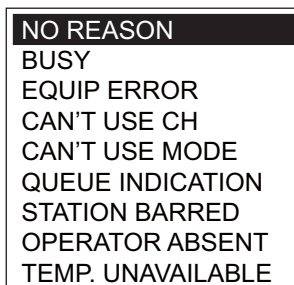 NO REASON
BUSY
EQUIP ERROR
CAN'T USE CH
CAN'T USE MODE
QUEUE INDICATION
STATION BARRED
OPERATOR ABSENT
TEMP. UNAVAILABLE